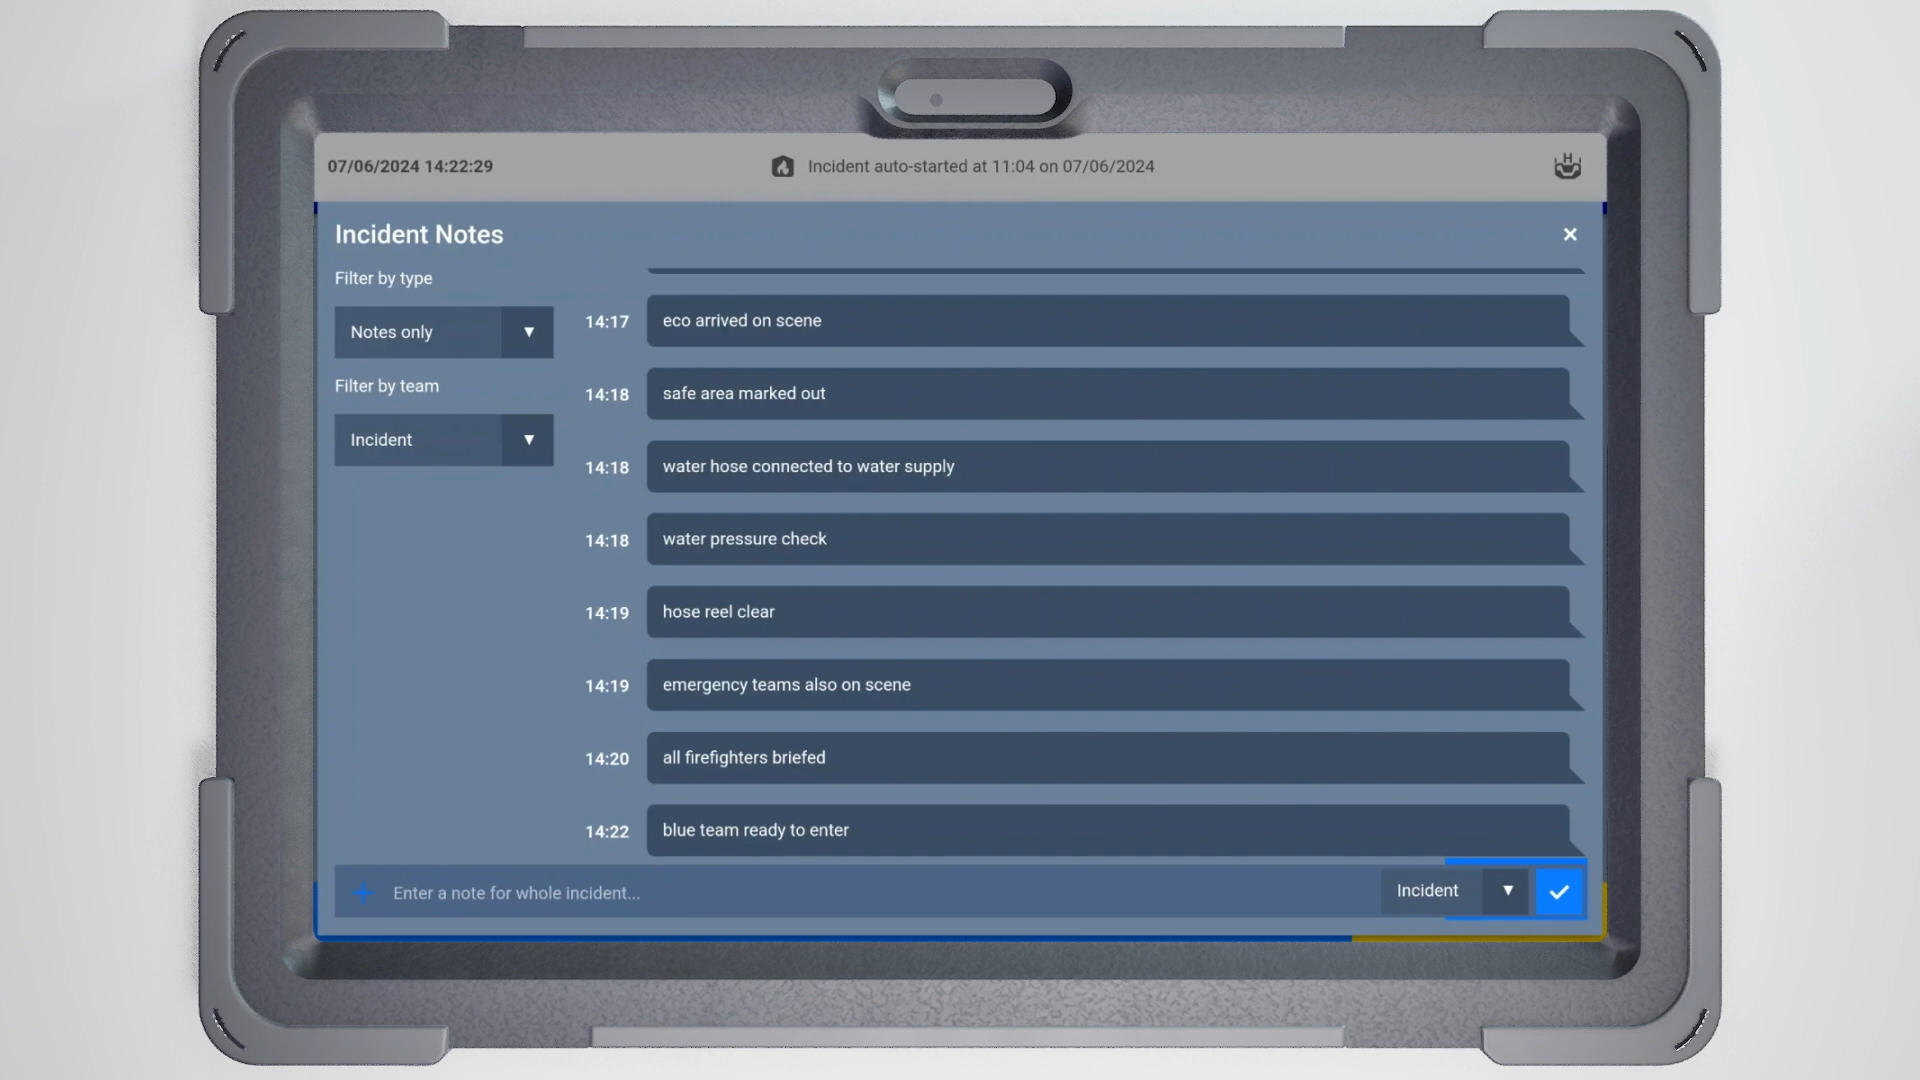 07/06/2024 14:22:29
Incident auto-started at 11:04 on 07/06/2024
H
Incident Notes
×
Filter by type
Notes only
Filter by team
Incident
14:17 eco arrived on scene
14:18 safe area marked out
14:18 water hose connected to water supply
14:18 water pressure check
14:19 hose reel clear
14:19 emergency teams also on scene
14:20 all firefighters briefed
14:22 blue team ready to enter
+ Enter a note for whole incident...
Incident